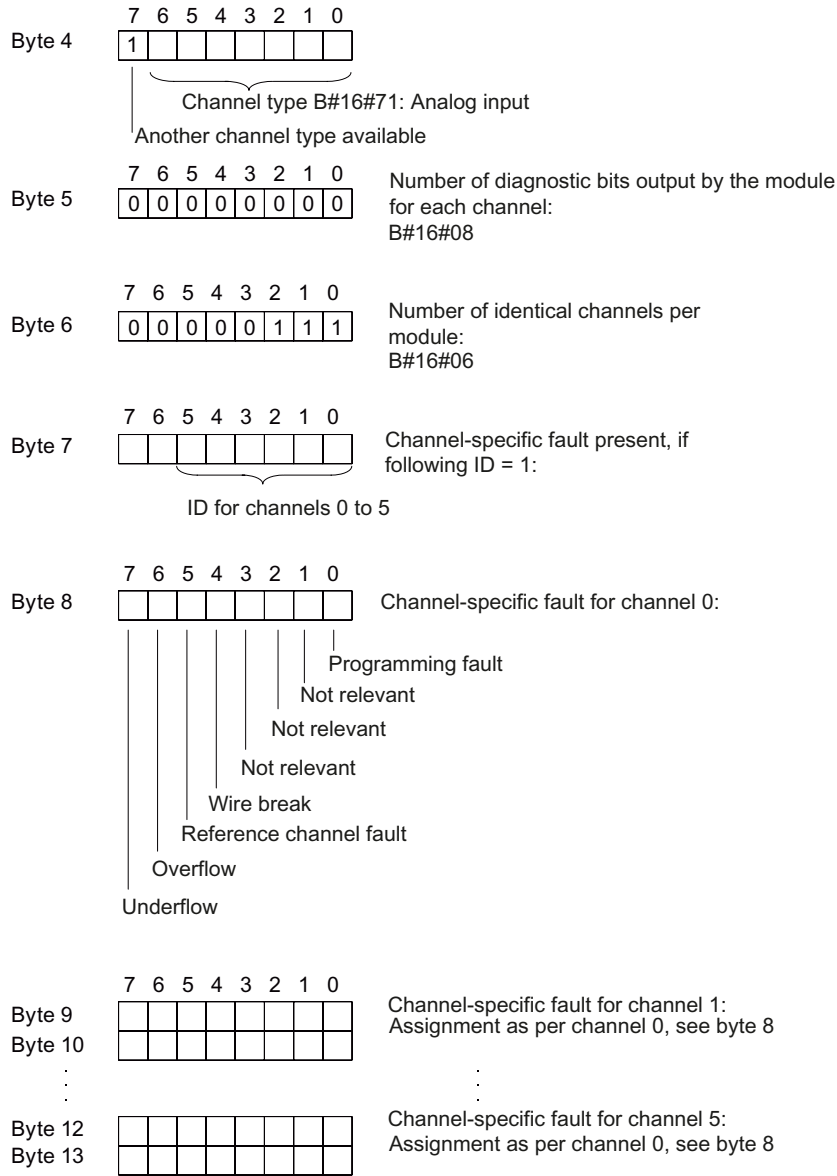 7 6 5 4 3 2 1 0
Byte 4
1
Channel type B#16#71: Analog input
Another channel type available
7 6 5 4 3 2 1 0
Byte 5
0 0 0 0 0 0 0 0
Number of diagnostic bits output by the module
for each channel:
B#16#08
7 6 5 4 3 2 1 0
Byte 6
0 0 0 0 0 1 1 1
Number of identical channels per
module:
B#16#06
7 6 5 4 3 2 1 0
Byte 7
Channel-specific fault present, if
following ID = 1:
ID for channels 0 to 5
7 6 5 4 3 2 1 0
Byte 8
Channel-specific fault for channel 0:
Programming fault
Not relevant
Not relevant
Not relevant
Wire break
Reference channel fault
Overflow
Underflow
7 6 5 4 3 2 1 0
Byte 9
Channel-specific fault for channel 1:
Assignment as per channel 0, see byte 8
Byte 10
Byte 12
Channel-specific fault for channel 5:
Assignment as per channel 0, see byte 8
Byte 13